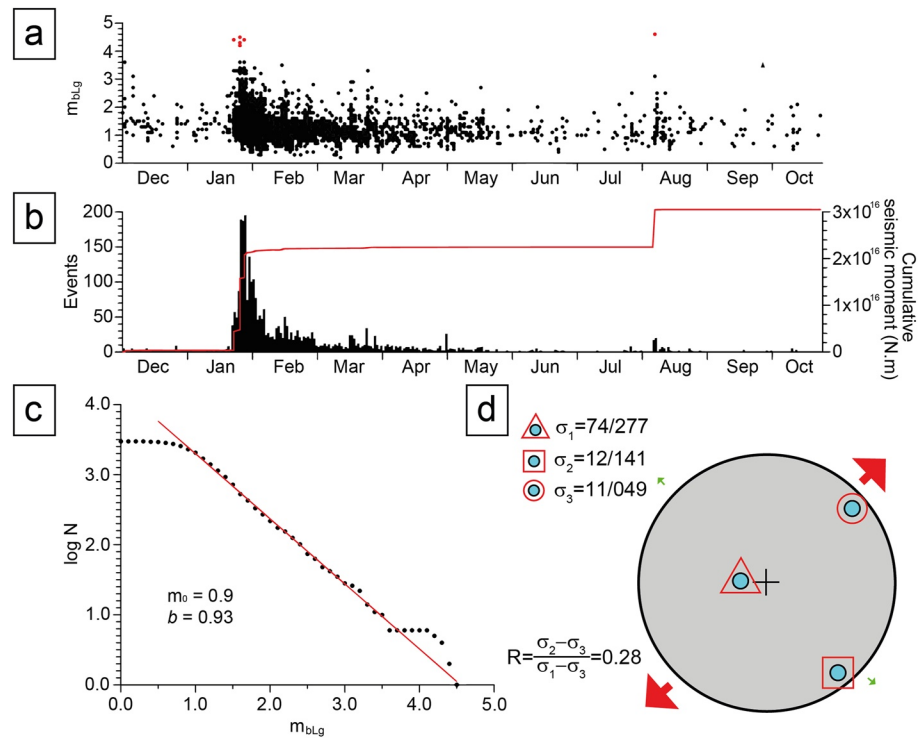 a
5
4
3
2
1
0
m_bLg
Dec Jan Feb Mar Apr May Jun Jul Aug Sep Oct
b
200
150
100
50
0
Events
3x10^16
2x10^16
1x10^16
0
Cumulative
seismic moment (N.m)
Dec Jan Feb Mar Apr May Jun Jul Aug Sep Oct
c
4.0
3.0
2.0
1.0
0.0
log N
m₀ = 0.9
b = 0.93
0.0 1.0 2.0 3.0 4.0 5.0
m_bLg
d
σ₁=74/277
σ₂=12/141
σ₃=11/049
R=(σ₂−σ₃)/(σ₁−σ₃)=0.28